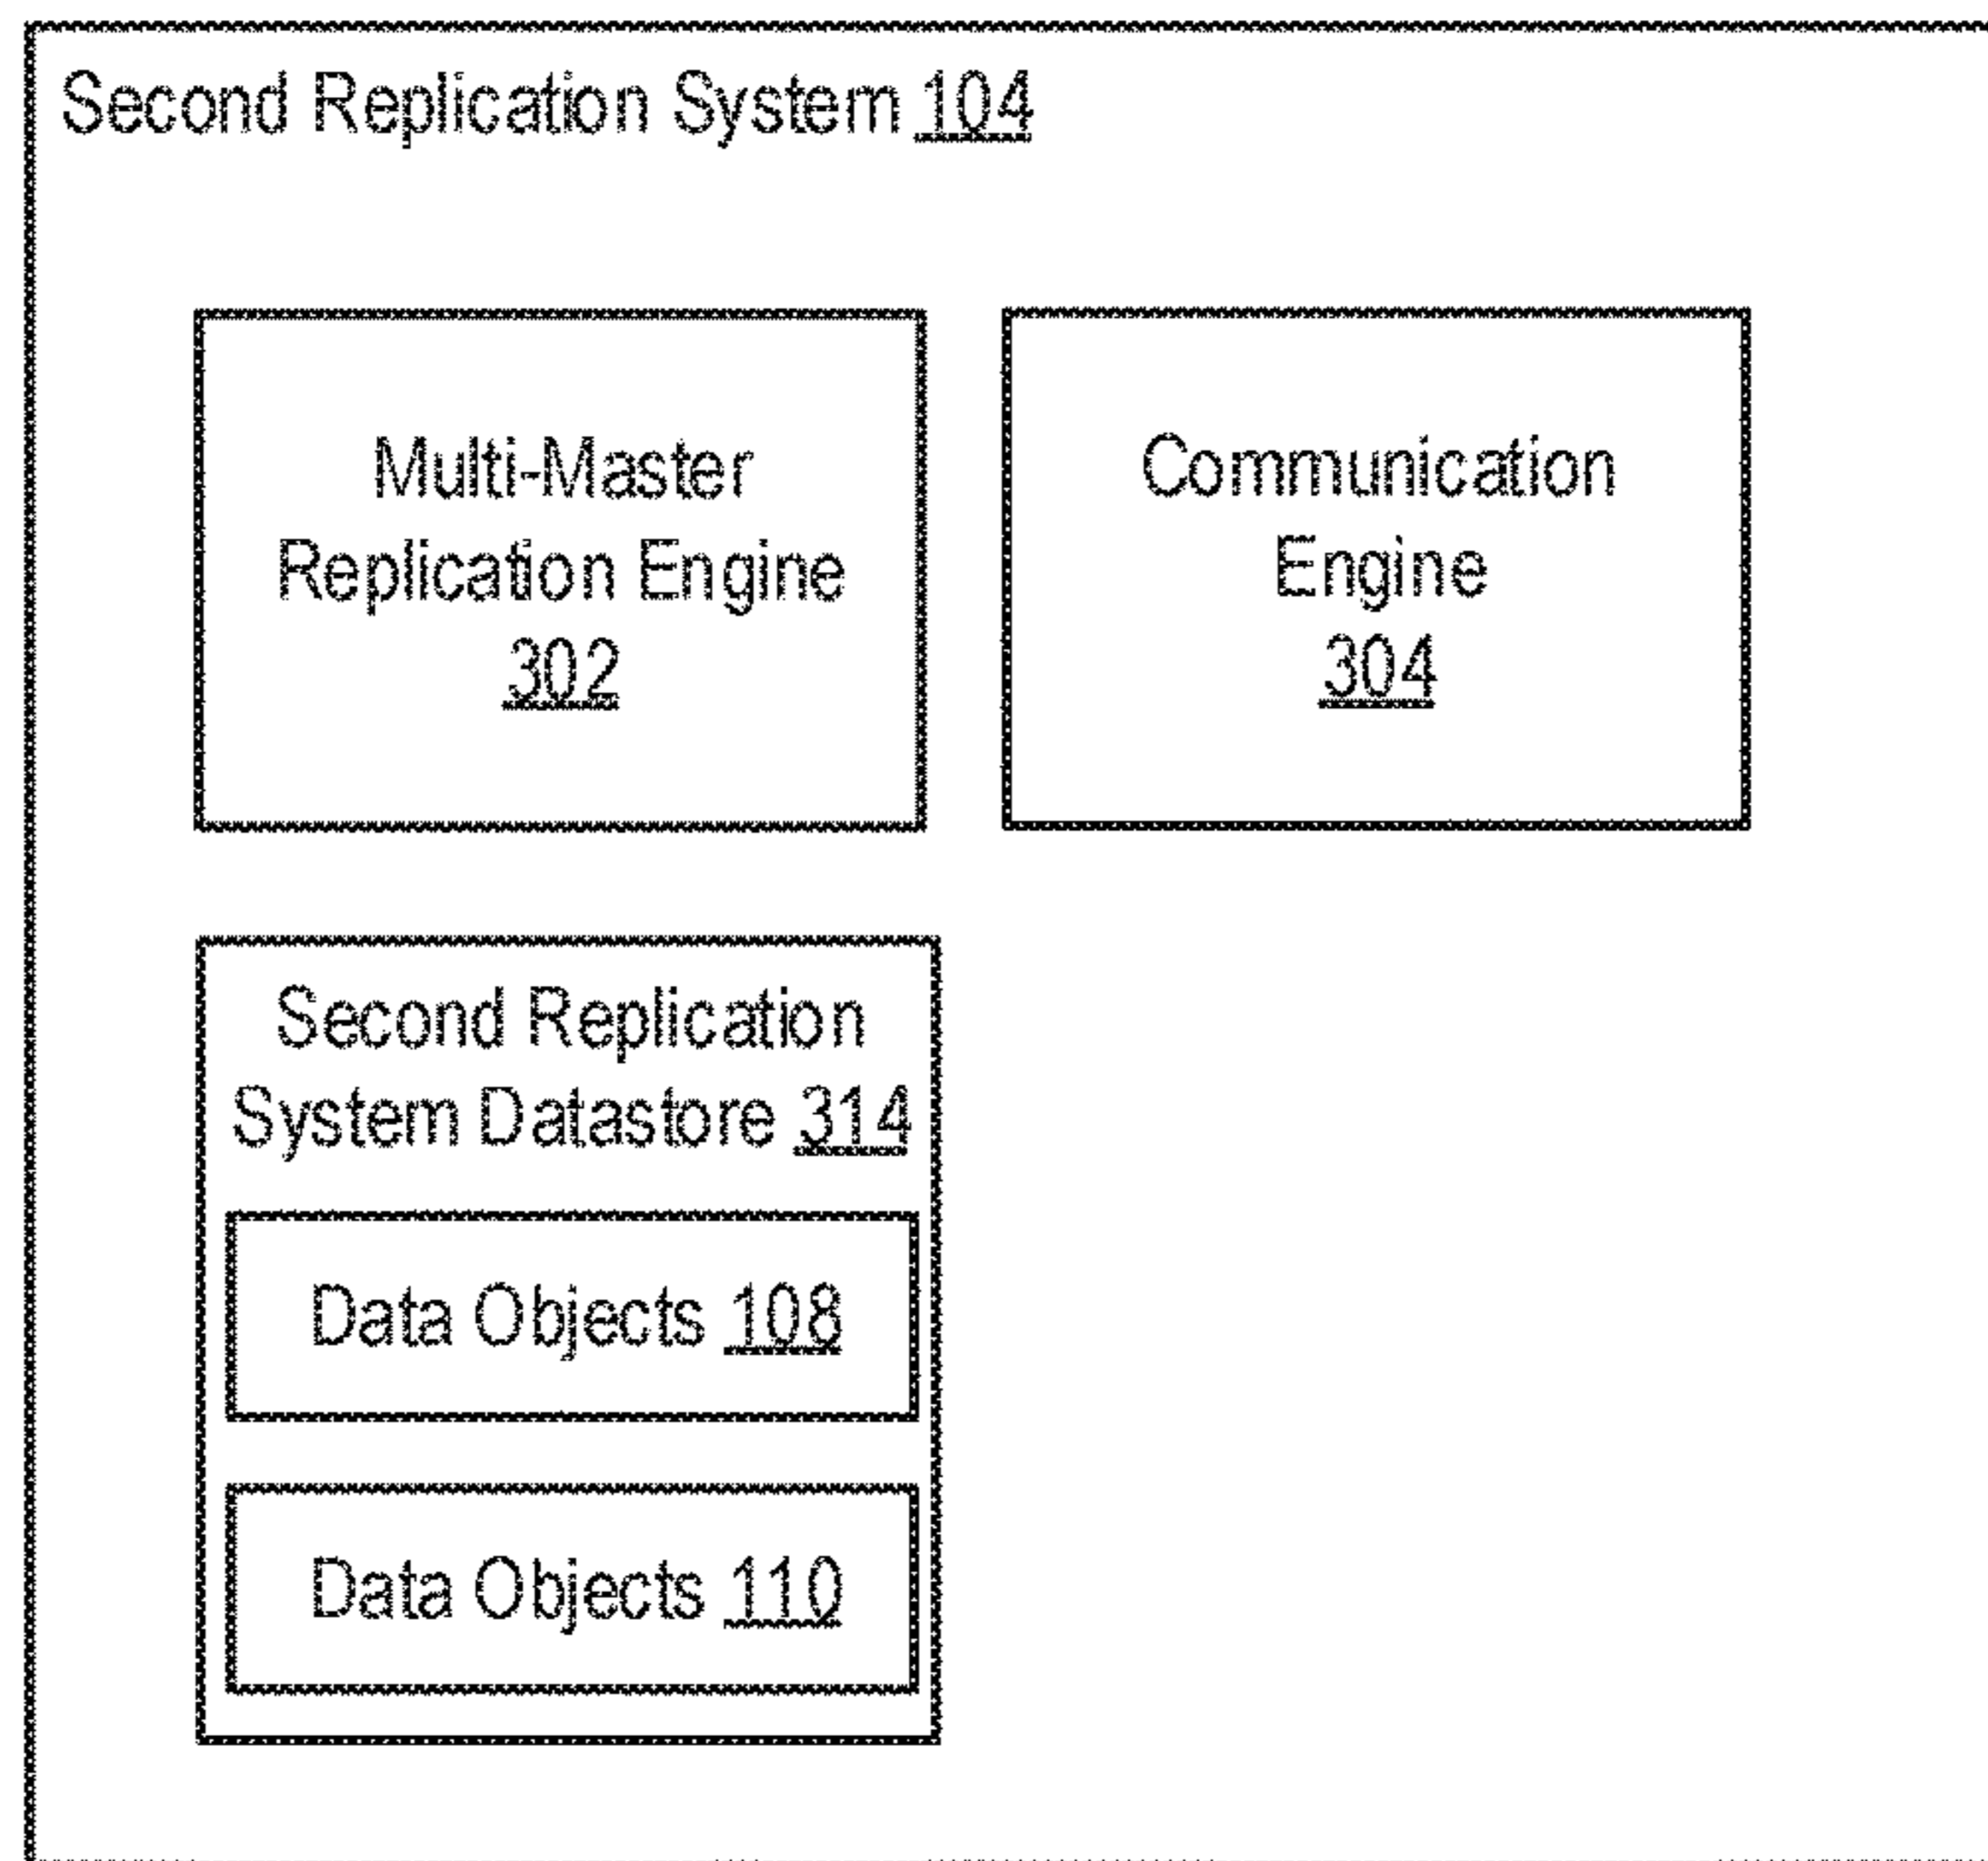 Second Replication System 104
Multi-Master
Replication Engine
302
Communication
Engine
304
Second Replication
System Datastore 314
Data Objects 108
Data Objects 110